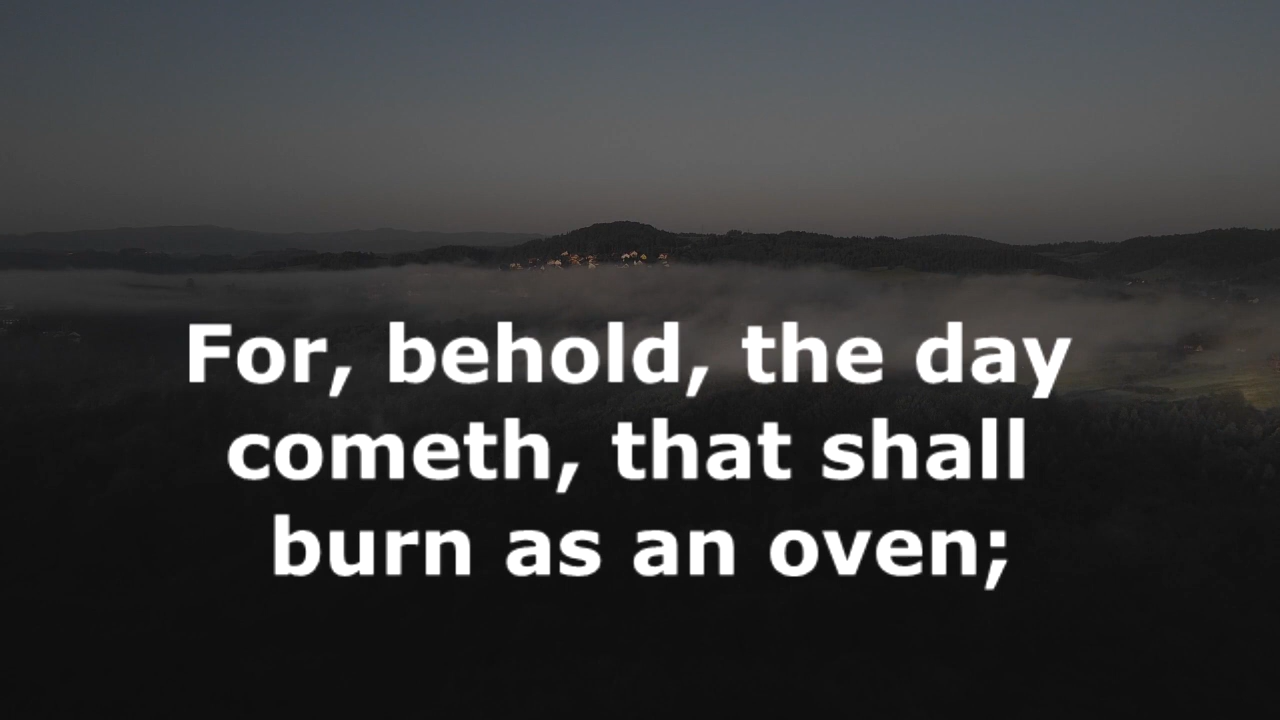 For, behold, the day
cometh, that shall
burn as an oven;